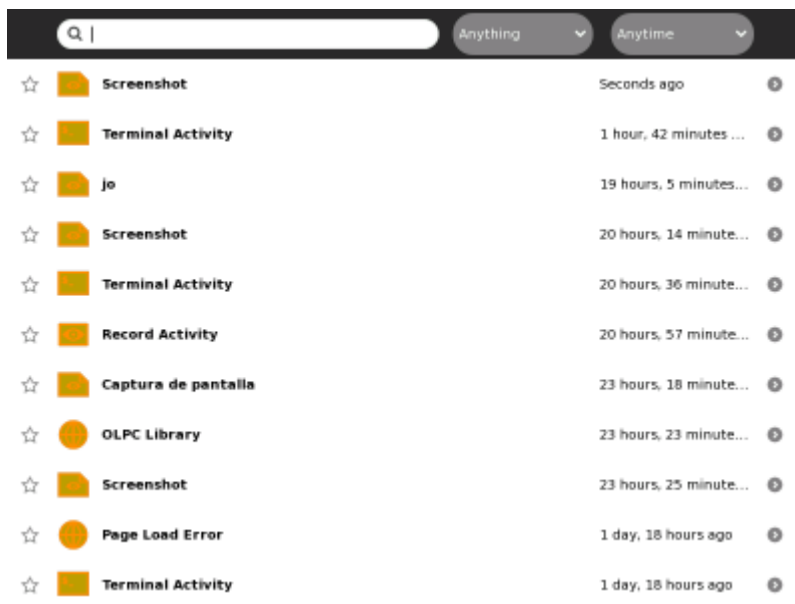 Anything Anytime
Screenshot Seconds ago
Terminal Activity 1 hour, 42 minutes ...
jo 19 hours, 5 minutes...
Screenshot 20 hours, 14 minute...
Terminal Activity 20 hours, 36 minute...
Record Activity 20 hours, 57 minute...
Captura de pantalla 23 hours, 18 minute...
OLPC Library 23 hours, 23 minute...
Screenshot 23 hours, 25 minute...
Page Load Error 1 day, 18 hours ago
Terminal Activity 1 day, 18 hours ago